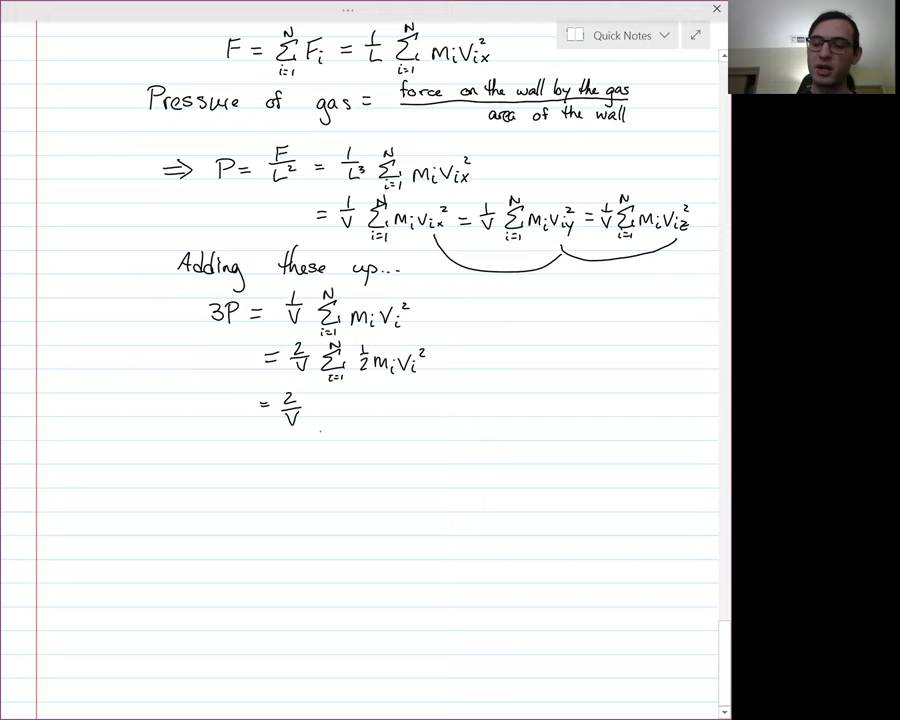 ...
Quick Notes
F = Σ_{i=1}^{N} F_i = 1/L Σ_{i=1}^{N} m_i v_{ix}^2
Pressure of gas = force on the wall by the gas / area of the wall
⇒ P = F/L^2 = 1/L^3 Σ_{i=1}^{N} m_i v_{ix}^2
= 1/V Σ_{i=1}^{N} m_i v_{ix}^2 = 1/V Σ_{i=1}^{N} m_i v_{iy}^2 = 1/V Σ_{i=1}^{N} m_i v_{iz}^2
Adding these up...
3P = 1/V Σ_{i=1}^{N} m_i v_i^2
= 2/V Σ_{i=1}^{N} 1/2 m_i v_i^2
= 2/V